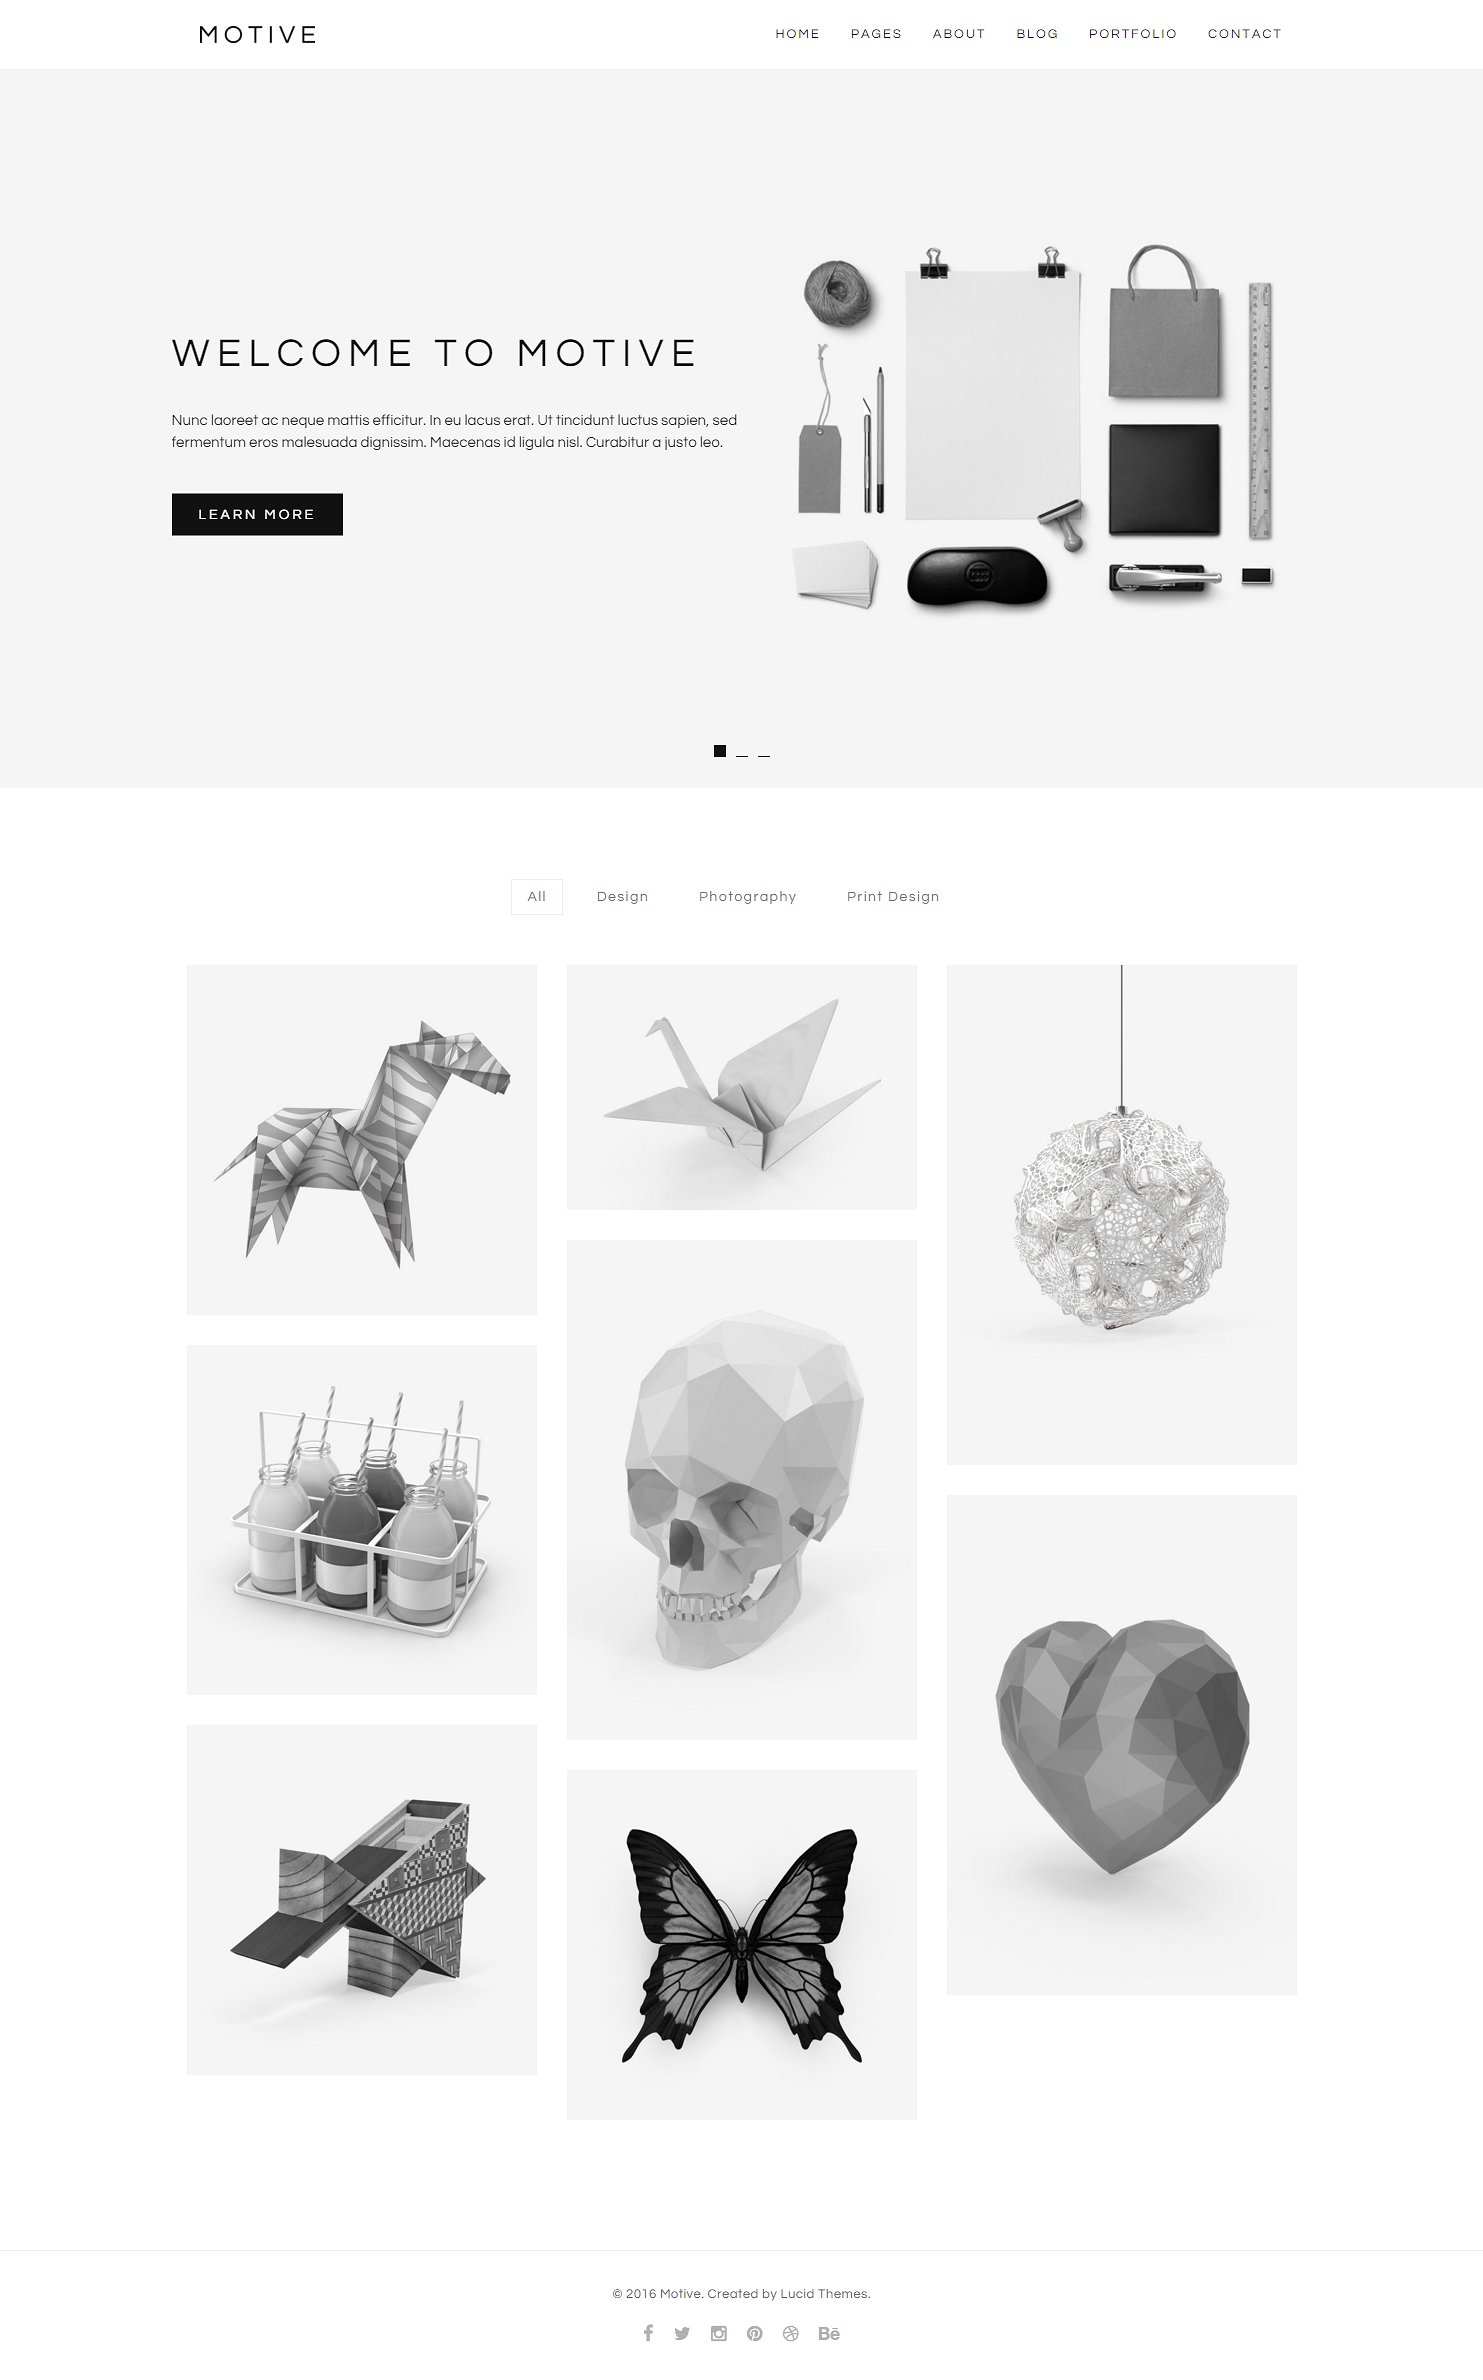 MOTIVE
HOME PAGES ABOUT BLOG PORTFOLIO CONTACT
WELCOME TO MOTIVE
Nunc laoreet ac neque mattis efficitur. In eu lacus erat. Ut tincidunt luctus sapien, sed
fermentum eros malesuada dignissim. Maecenas id ligula nisl. Curabitur a justo leo.
LEARN MORE
All Design Photography Print Design
© 2016 Motive. Created by Lucid Themes.